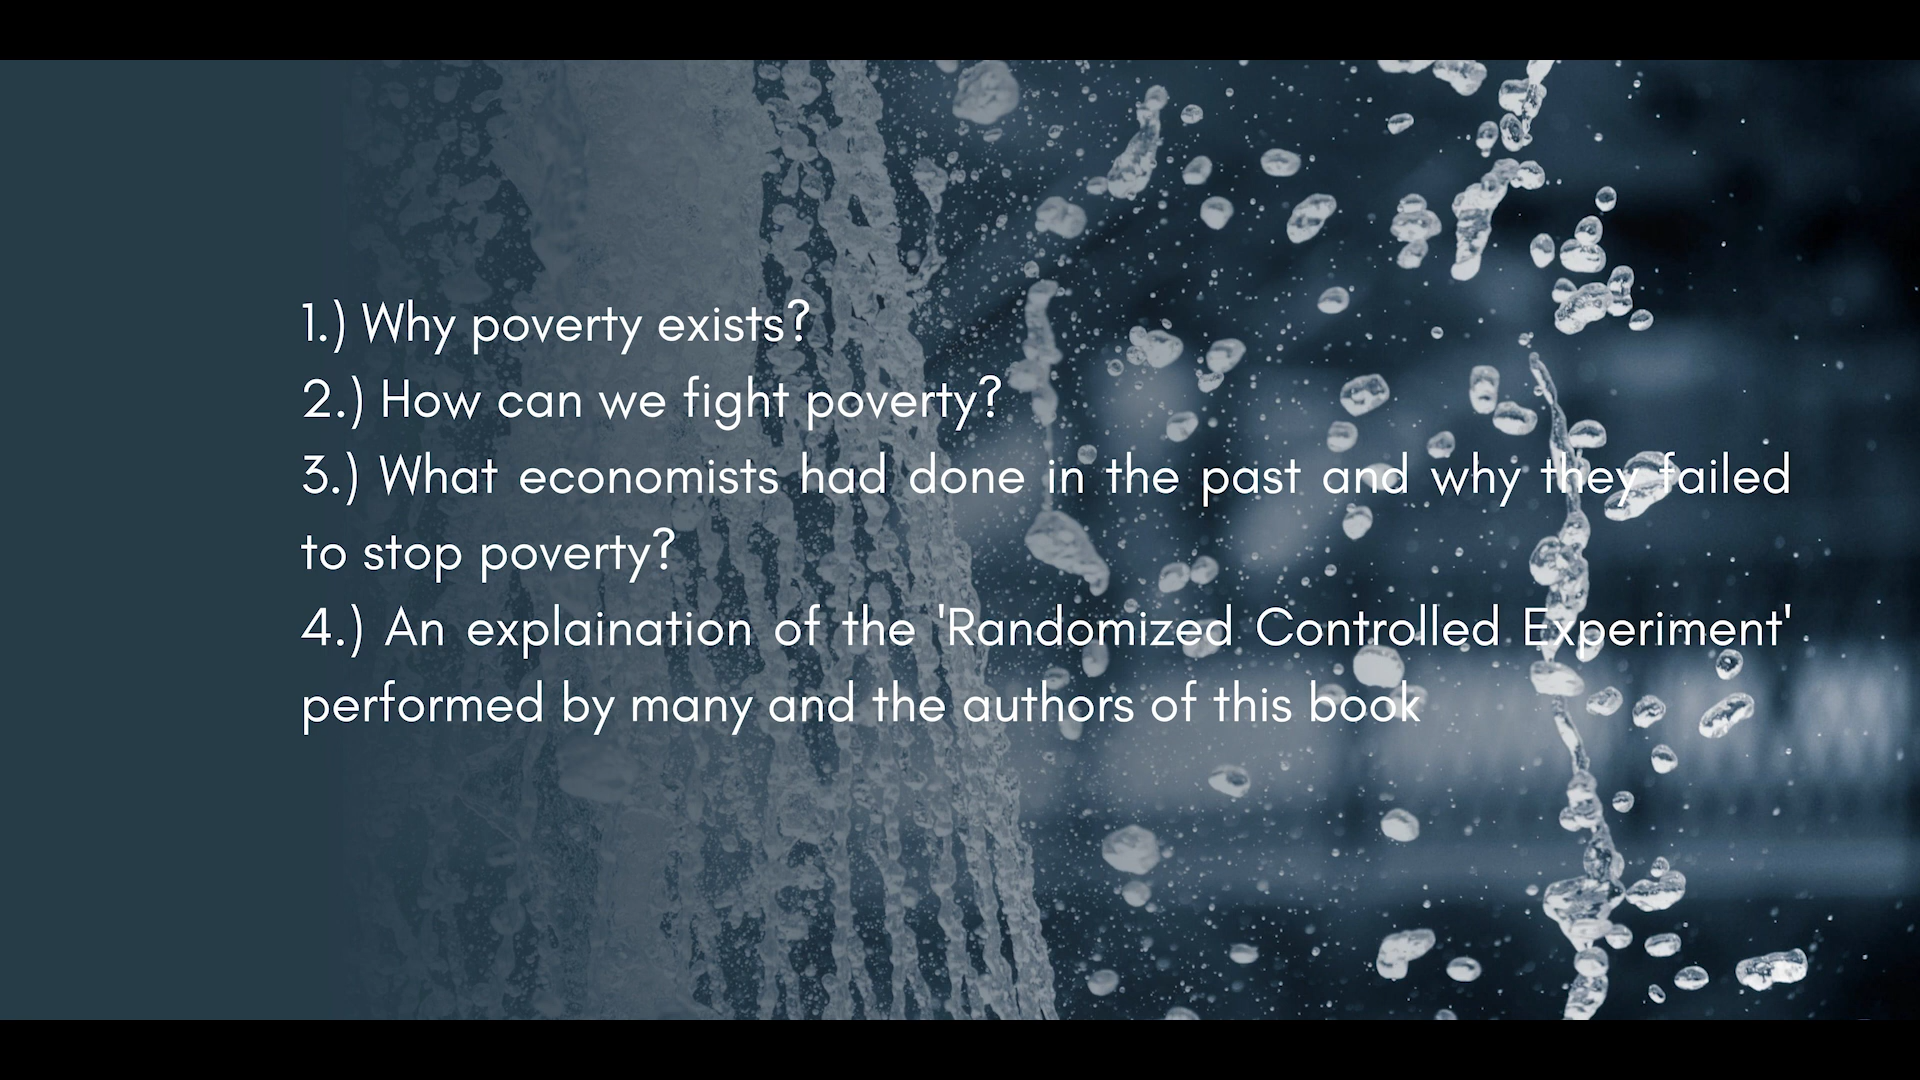 1.) Why poverty exists?
2.) How can we fight poverty?
3.) What economists had done in the past and why they failed
to stop poverty?
4.) An explaination of the 'Randomized Controlled Experiment'
performed by many and the authors of this book